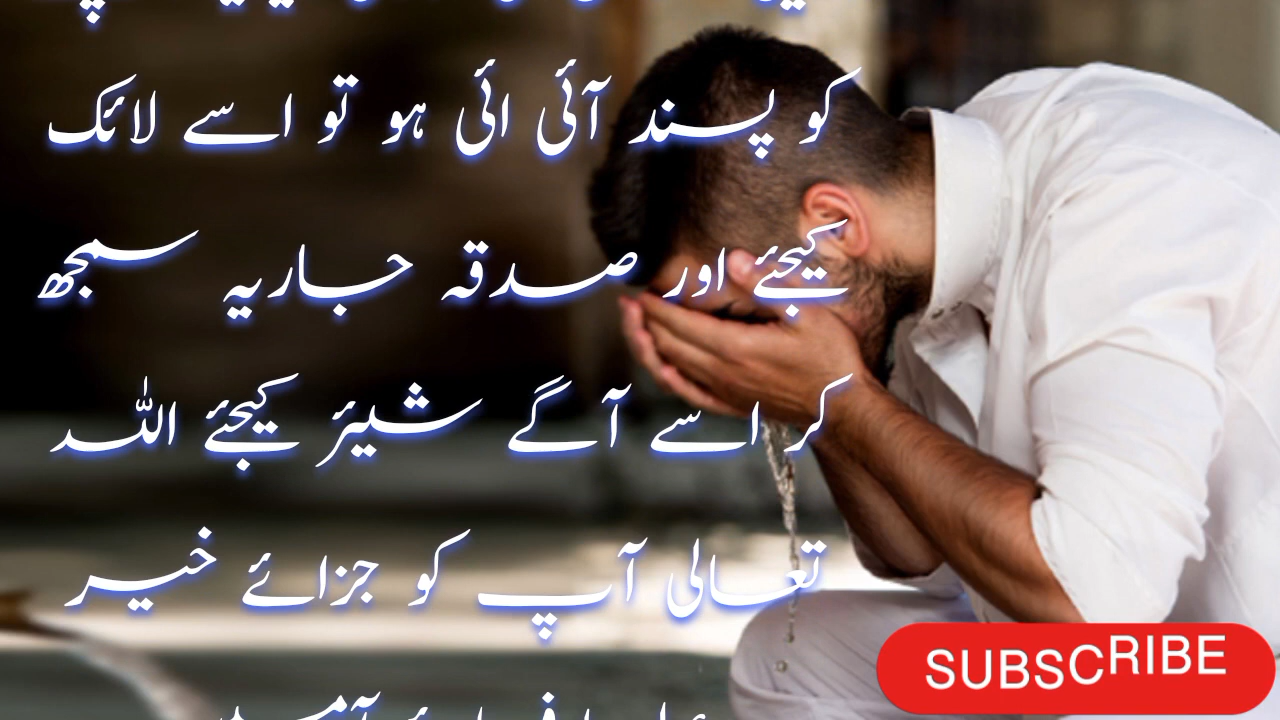 کو پسند آئی ائی ہو تو اسے لائک
کیجئے اور صدقہ جاریہ سمجھ
کر اسے آگے شیئر کیجئے اللہ
تعالی آپ کو جزائے خیر
SUBSCRIBE